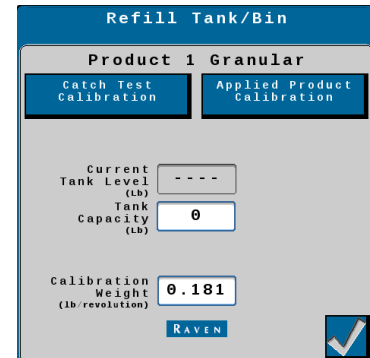 Refill Tank/Bin
Product 1 Granular
Catch Test
Calibration
Applied Product
Calibration
Current
Tank Level
(Lb)
----
Tank
Capacity
(Lb)
0
Calibration
Weight
(lb/revolution)
0.181
RAVEN